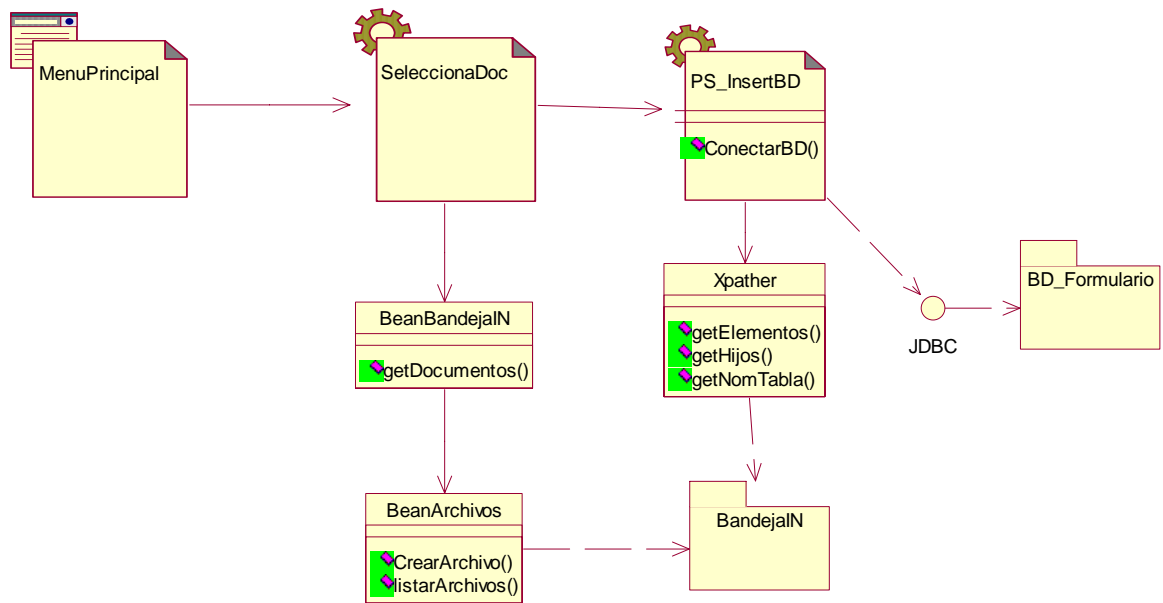 MenuPrincipal
SeleccionaDoc
PS_InsertBD
ConectarBD()
BeanBandejaIN
getDocumentos()
Xpather
getElementos()
getHijos()
getNomTabla()
JDBC
BD_Formulario
BeanArchivos
CrearArchivo()
listarArchivos()
BandejaIN